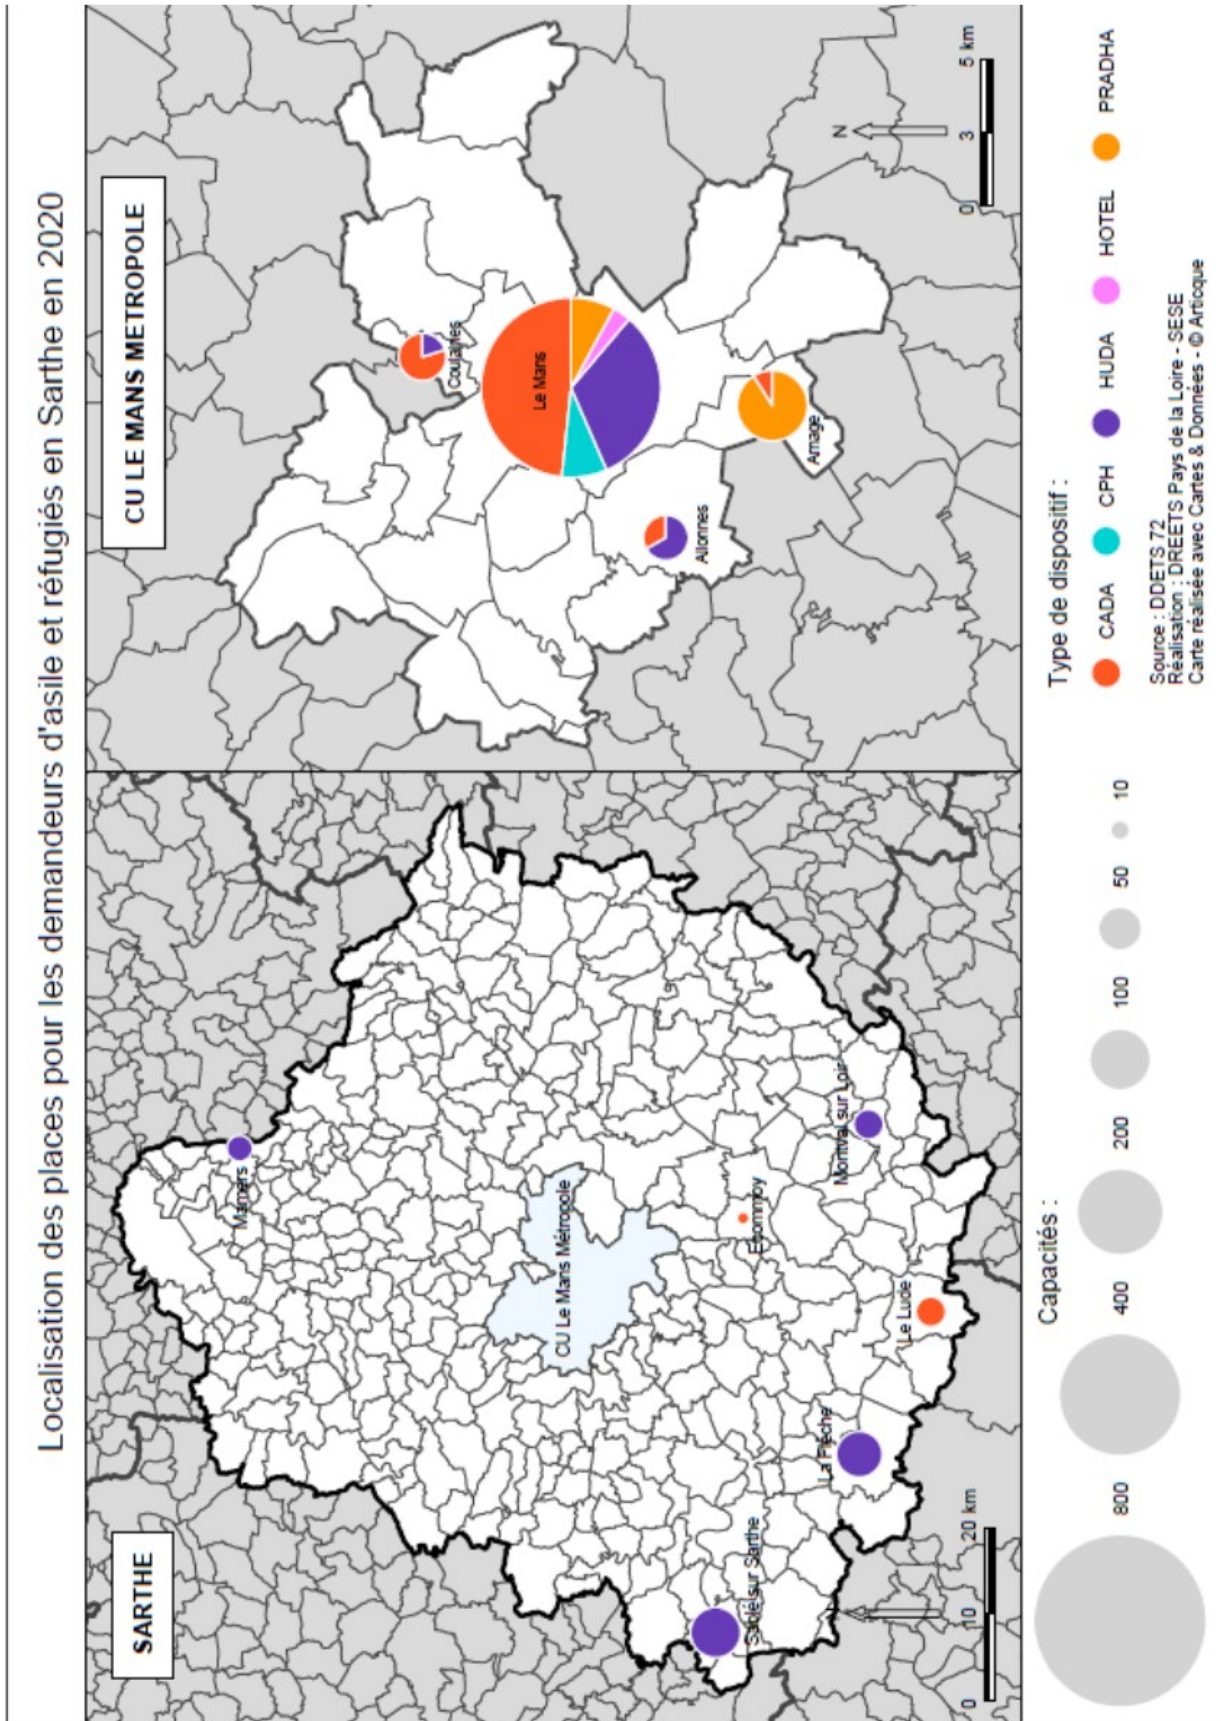 Localisation des places pour les demandeurs d'asile et réfugiés en Sarthe en 2020
SARTHE
Mamers
CU Le Mans Métropole
Ecommoy
Montval sur Loir
Le Lude
La Flèche
Sablé sur Sarthe
0 10 20 km
CU LE MANS METROPOLE
Coulaines
Le Mans
Allonnes
Arnage
N
0 3 5 km
Capacités :
800 400 200 100 50 10
Type de dispositif :
CADA CPH HUDA HOTEL PRADHA
Source : DDETS 72
Réalisation : DREETS Pays de la Loire - SESE
Carte réalisée avec Cartes & Données - © Articque